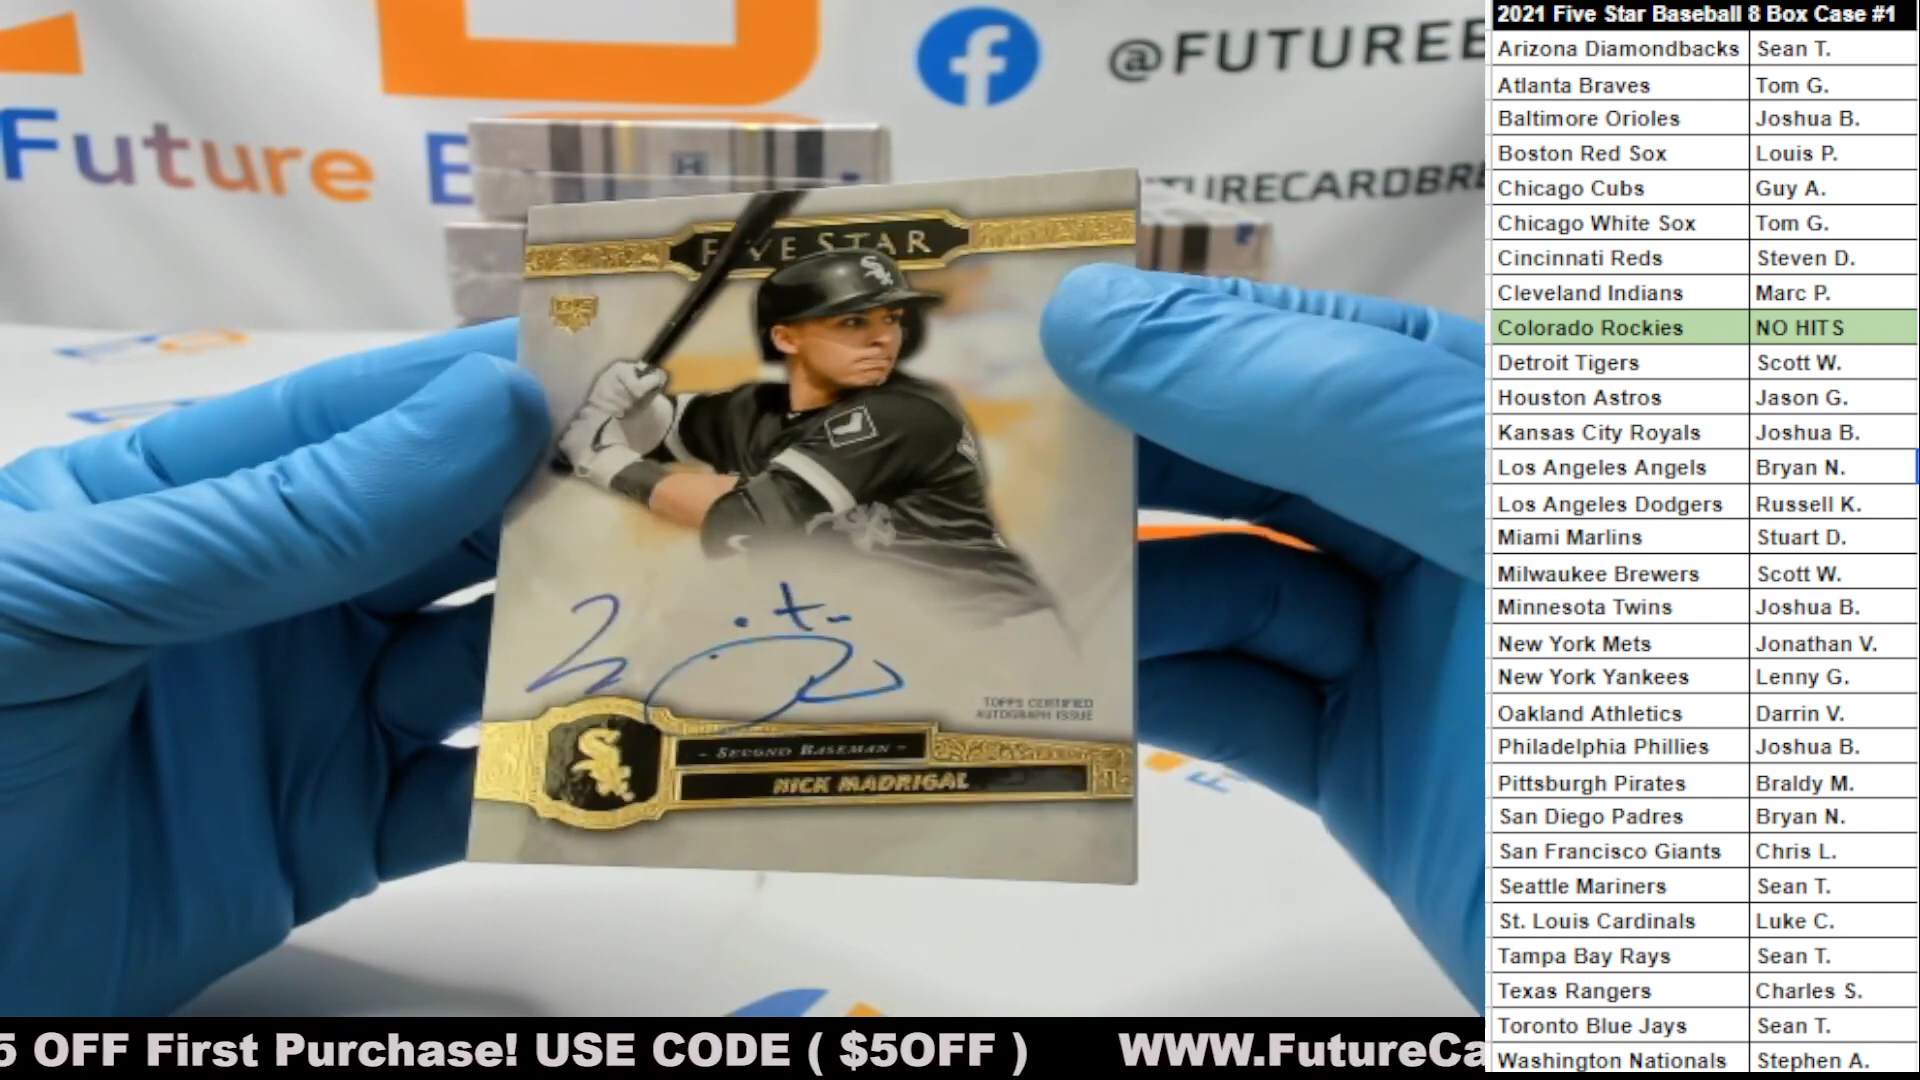 @FUTUREB
Future B
H
TURECARDBRE
FIVE STAR
Sox
TOPPS CERTIFIED
AUTOGRAPH ISSUE
- SECOND BASEMAN -
Sox
NICK MADRIGAL
5 OFF First Purchase! USE CODE ( $5OFF ) WWW.FutureCa
2021 Five Star Baseball 8 Box Case #1
Arizona Diamondbacks Sean T.
Atlanta Braves Tom G.
Baltimore Orioles Joshua B.
Boston Red Sox Louis P.
Chicago Cubs Guy A.
Chicago White Sox Tom G.
Cincinnati Reds Steven D.
Cleveland Indians Marc P.
Colorado Rockies NO HITS
Detroit Tigers Scott W.
Houston Astros Jason G.
Kansas City Royals Joshua B.
Los Angeles Angels Bryan N.
Los Angeles Dodgers Russell K.
Miami Marlins Stuart D.
Milwaukee Brewers Scott W.
Minnesota Twins Joshua B.
New York Mets Jonathan V.
New York Yankees Lenny G.
Oakland Athletics Darrin V.
Philadelphia Phillies Joshua B.
Pittsburgh Pirates Braldy M.
San Diego Padres Bryan N.
San Francisco Giants Chris L.
Seattle Mariners Sean T.
St. Louis Cardinals Luke C.
Tampa Bay Rays Sean T.
Texas Rangers Charles S.
Toronto Blue Jays Sean T.
Washington Nationals Stephen A.